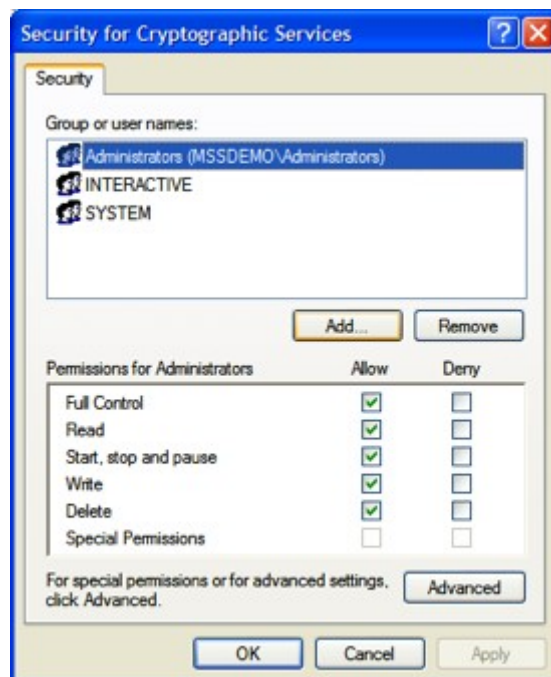 Security for Cryptographic Services
Security
Group or user names:
Administrators (MSSDEMO\Administrators)
INTERACTIVE
SYSTEM
Add... Remove
Permissions for Administrators Allow Deny
Full Control
Read
Start, stop and pause
Write
Delete
Special Permissions
For special permissions or for advanced settings,
click Advanced.
Advanced
OK Cancel Apply